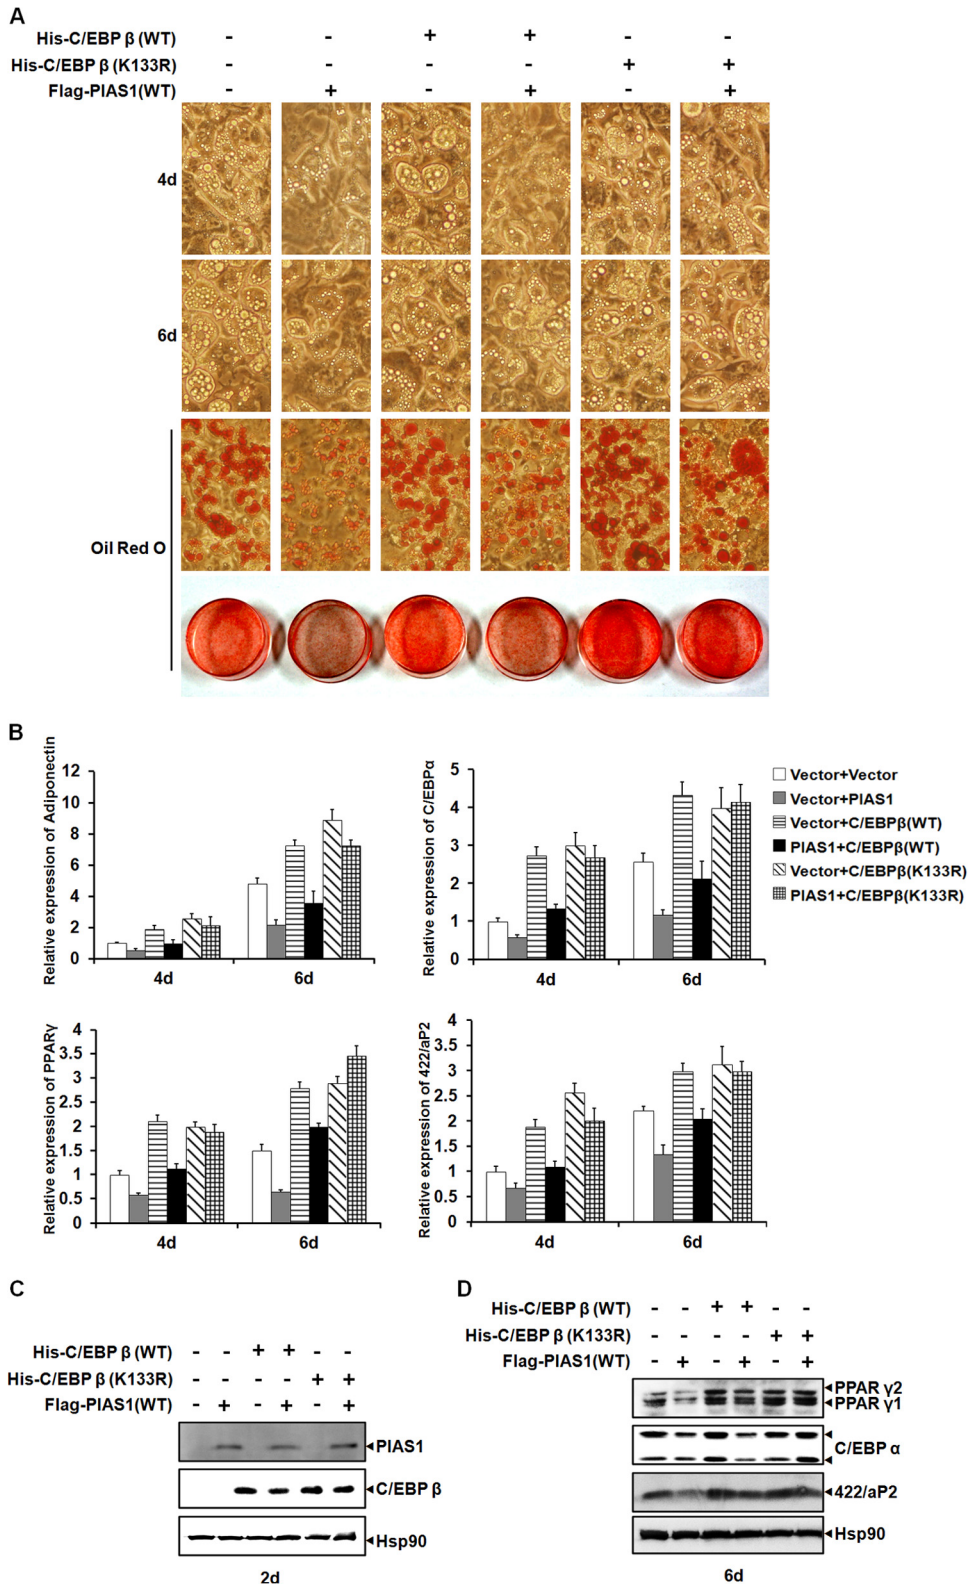 A
His-C/EBP β (WT) - - + + - -
His-C/EBP β (K133R) - - - - + +
Flag-PIAS1(WT) - + - + - +
4d
6d
Oil Red O
B
Relative expression of Adiponectin
12
10
8
6
4
2
0
4d 6d
Relative expression of C/EBPα
5
4
3
2
1
0
4d 6d
Vector+Vector
Vector+PIAS1
Vector+C/EBPβ(WT)
PIAS1+C/EBPβ(WT)
Vector+C/EBPβ(K133R)
PIAS1+C/EBPβ(K133R)
Relative expression of PPARγ
4
3.5
3
2.5
2
1.5
1
0.5
0
4d 6d
Relative expression of 422/aP2
4
3.5
3
2.5
2
1.5
1
0.5
0
4d 6d
C
His-C/EBP β (WT) - - + + - -
His-C/EBP β (K133R) - - - - + +
Flag-PIAS1(WT) - + - + - +
PIAS1
C/EBP β
Hsp90
2d
D
His-C/EBP β (WT) - - + + - -
His-C/EBP β (K133R) - - - - + +
Flag-PIAS1(WT) - + - + - +
PPAR γ2
PPAR γ1
C/EBP α
422/aP2
Hsp90
6d